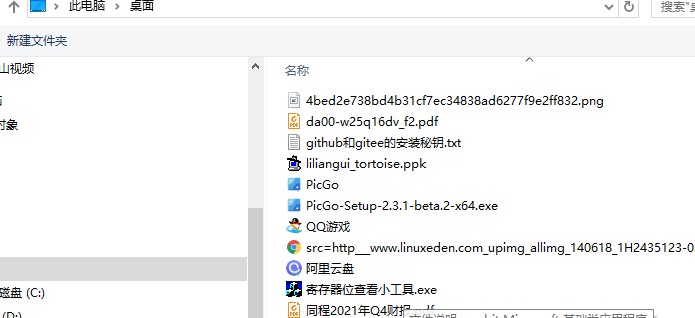 此电脑 › 桌面
搜索"桌
新建文件夹
山视频
对象
磁盘 (C:)
(D:)
名称
4bed2e738bd4b31cf7ec34838ad6277f9e2ff832.png
da00-w25q16dv_f2.pdf
github和gitee的安装秘钥.txt
liliangui_tortoise.ppk
PicGo
PicGo-Setup-2.3.1-beta.2-x64.exe
QQ游戏
src=http___www.linuxeden.com_upimg_allimg_140618_1H2435123-0
阿里云盘
寄存器位查看小工具.exe
同程2021年Q4财报.pdf